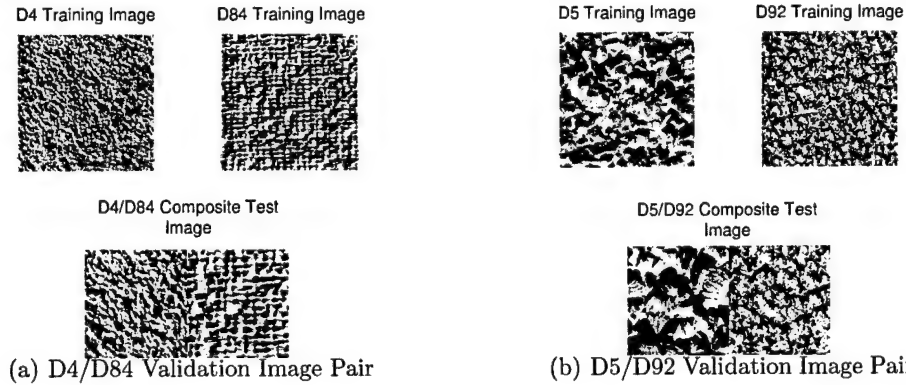 D4 Training Image
D84 Training Image
D4/D84 Composite Test
Image
(a) D4/D84 Validation Image Pair
D5 Training Image
D92 Training Image
D5/D92 Composite Test
Image
(b) D5/D92 Validation Image Pai